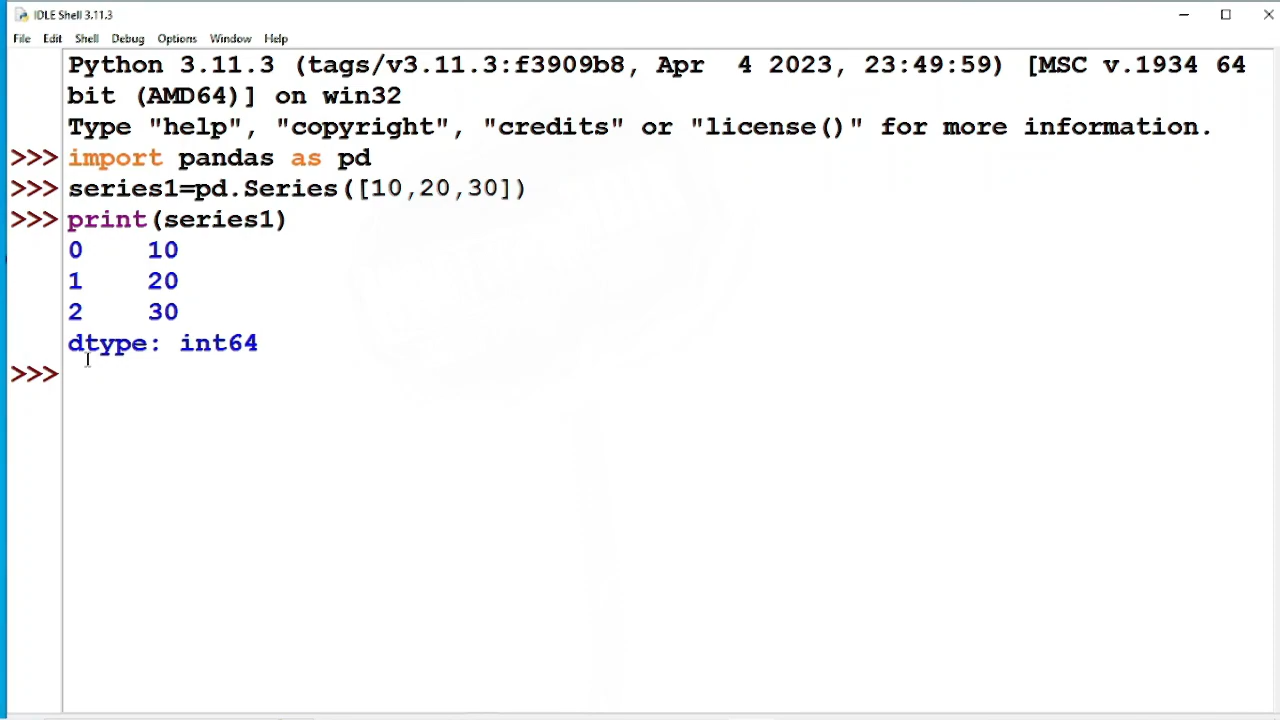 IDLE Shell 3.11.3
File Edit Shell Debug Options Window Help
Python 3.11.3 (tags/v3.11.3:f3909b8, Apr  4 2023, 23:49:59) [MSC v.1934 64
bit (AMD64)] on win32
Type "help", "copyright", "credits" or "license()" for more information.
>>> import pandas as pd
>>> series1=pd.Series([10,20,30])
>>> print(series1)
0    10
1    20
2    30
dtype: int64
>>>